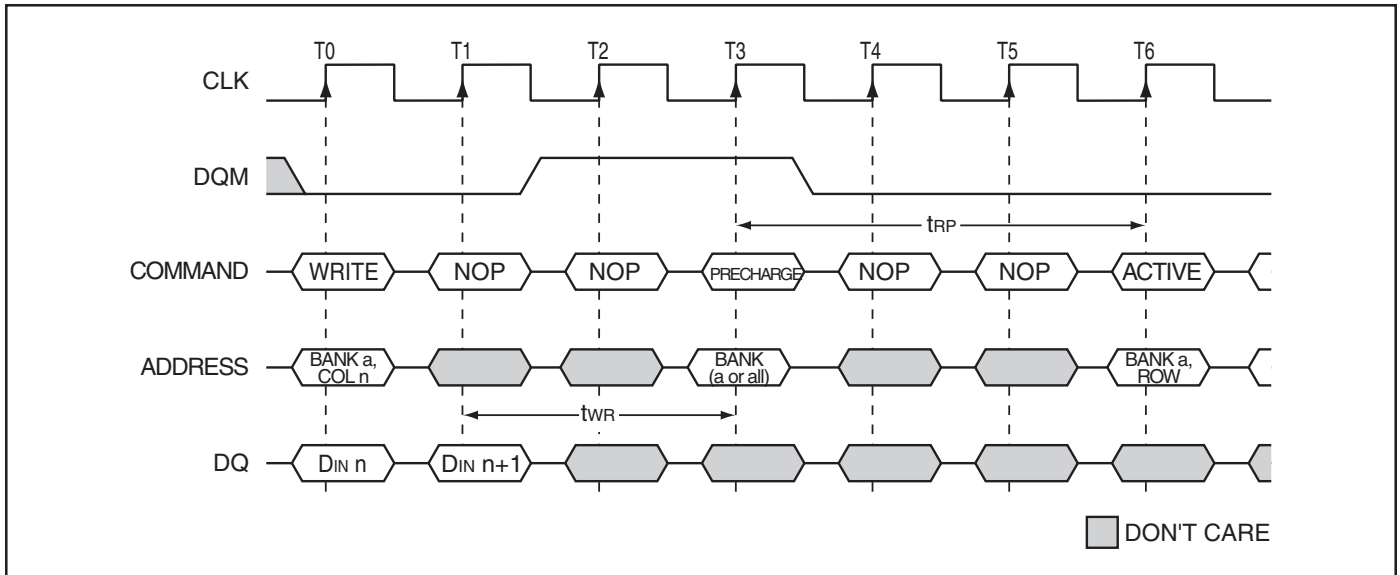 T0 T1 T2 T3 T4 T5 T6
CLK
DQM
tRP
COMMAND WRITE NOP NOP PRECHARGE NOP NOP ACTIVE
ADDRESS BANK a, COL n BANK (a or all) BANK a, ROW
tWR
DQ DIN n DIN n+1
DON'T CARE